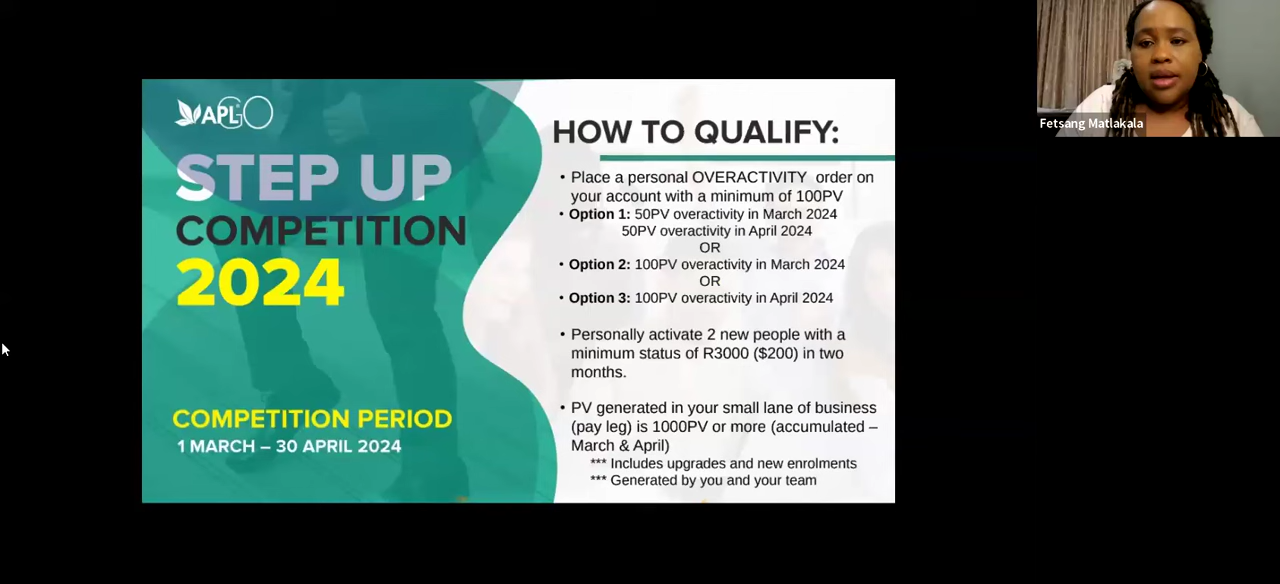 APLGO
STEP UP
COMPETITION
2024
COMPETITION PERIOD
1 MARCH – 30 APRIL 2024
HOW TO QUALIFY:
• Place a personal OVERACTIVITY order on
your account with a minimum of 100PV
• Option 1: 50PV overactivity in March 2024
50PV overactivity in April 2024
OR
• Option 2: 100PV overactivity in March 2024
OR
• Option 3: 100PV overactivity in April 2024
• Personally activate 2 new people with a
minimum status of R3000 ($200) in two
months.
• PV generated in your small lane of business
(pay leg) is 1000PV or more (accumulated –
March & April)
*** Includes upgrades and new enrolments
*** Generated by you and your team
Fetsang Matlakala